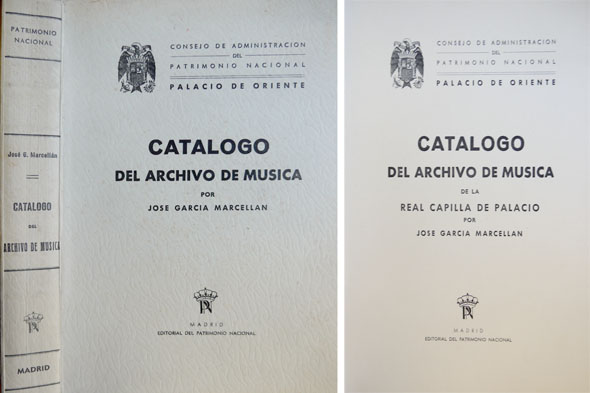 PATRIMONIO
NACIONAL
José G. Marcellán
CATALOGO
DEL
ARCHIVO DE MUSICA
MADRID
CONSEJO DE ADMINISTRACION
DEL
PATRIMONIO NACIONAL
PALACIO DE ORIENTE
CATALOGO
DEL ARCHIVO DE MUSICA
POR
JOSE GARCIA MARCELLAN
MADRID
EDITORIAL DEL PATRIMONIO NACIONAL
CONSEJO DE ADMINISTRACION
DEL
PATRIMONIO NACIONAL
PALACIO DE ORIENTE
CATALOGO
DEL ARCHIVO DE MUSICA
DE LA
REAL CAPILLA DE PALACIO
POR
JOSE GARCIA MARCELLAN
MADRID
EDITORIAL DEL PATRIMONIO NACIONAL